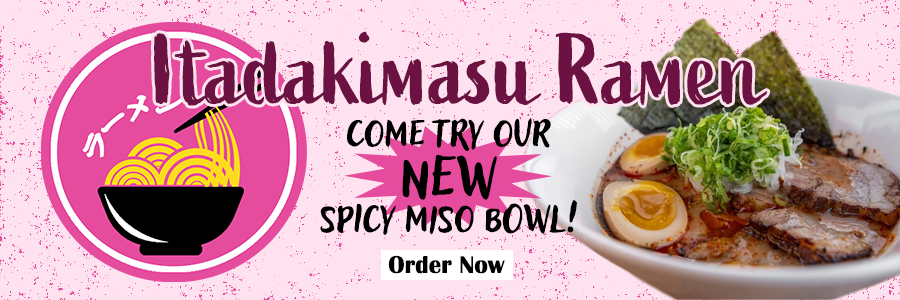 Itadakimasu Ramen
ラーメン
COME TRY OUR
NEW
SPICY MISO BOWL!
Order Now